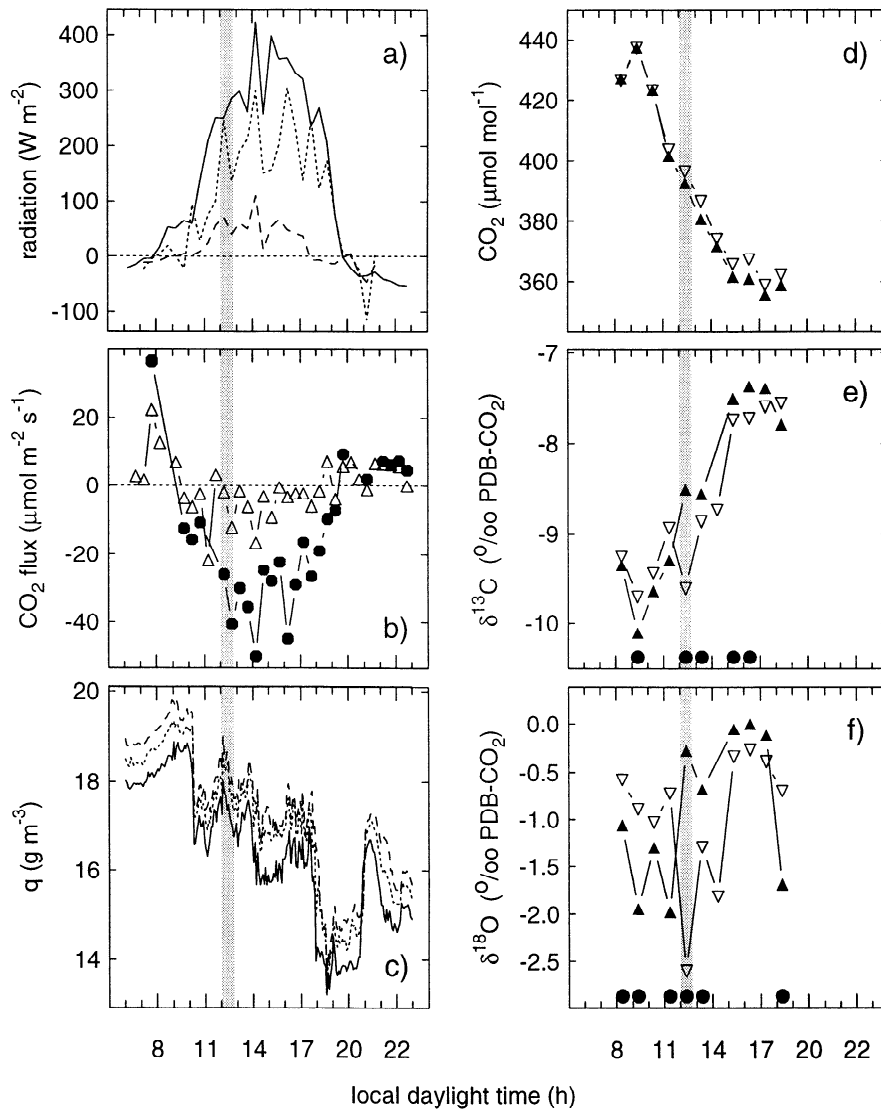 400
300
200
100
0
-100
radiation (W m⁻²)
a)
20
0
-20
-40
CO₂ flux (μmol m⁻² s⁻¹)
b)
20
18
16
14
q (g m⁻³)
c)
8 11 14 17 20 22
440
420
400
380
360
CO₂ (μmol mol⁻¹)
d)
-7
-8
-9
-10
δ¹³C (⁰/₀₀ PDB-CO₂)
e)
0.0
-0.5
-1.0
-1.5
-2.0
-2.5
δ¹⁸O (⁰/₀₀ PDB-CO₂)
f)
8 11 14 17 20 22
local daylight time (h)